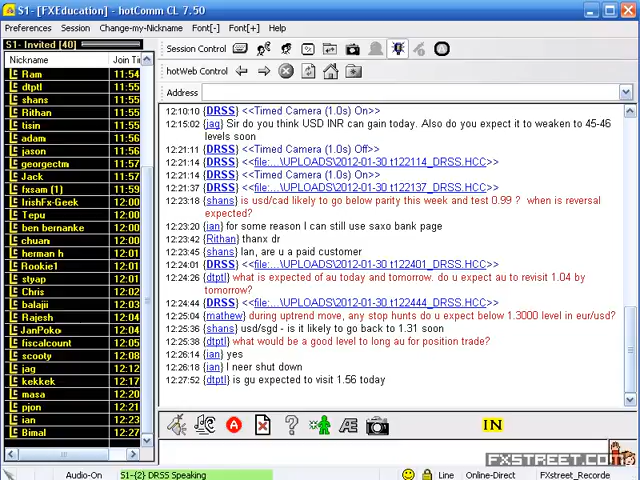 S1- [FXEducation] - hotComm CL 7.50
Preferences Session Change-my-Nickname Font[-] Font[+] Help
S1- Invited [40]
Nickname Join Ti
Ram 11:54
dtptl 11:54
shans 11:55
Rithan 11:55
tisin 11:55
adam 11:56
jason 11:56
georgectm 11:57
Jack 11:57
fxsam (1) 11:59
IrishFx-Geek 12:00
Tepu 12:00
ben bernanke 12:00
chuan 12:00
herman h 12:00
Rookie1 12:01
styap 12:01
Chris 12:02
balajii 12:03
Rajesh 12:04
JanPoko 12:04
fiscalcount 12:05
scooty 12:08
jag 12:12
kekkek 12:17
masa 12:20
pjon 12:21
ian 12:23
Bimal 12:27
Session Control
hotWeb Control
Address
12:10:10 {DRSS} <<Timed Camera (1.0s) On>>
12:15:02 {jag} Sir do you think USD INR can gain today. Also do you expect it to weaken to 45-46
levels soon
12:21:11 {DRSS} <<Timed Camera (1.0s) Off>>
12:21:14 {DRSS} <<file:...\UPLOADS\2012-01-30 t122114_DRSS.HCC>>
12:21:14 {DRSS} <<Timed Camera (1.0s) On>>
12:21:37 {DRSS} <<file:...\UPLOADS\2012-01-30 t122137_DRSS.HCC>>
12:23:18 {shans} is usd/cad likely to go below parity this week and test 0.99 ? when is reversal
expected?
12:23:20 {ian} for some reason I can still use saxo bank page
12:23:42 {Rithan} thanx dr
12:23:45 {shans} Ian, are u a paid customer
12:24:01 {DRSS} <<file:...\UPLOADS\2012-01-30 t122401_DRSS.HCC>>
12:24:26 {dtptl} what is expected of au today and tomorrow. do u expect au to revisit 1.04 by
tomorrow?
12:24:44 {DRSS} <<file:...\UPLOADS\2012-01-30 t122444_DRSS.HCC>>
12:25:04 {mathew} during uptrend move, any stop hunts do u expect below 1.3000 level in eur/usd?
12:25:36 {shans} usd/sgd - is it likely to go back to 1.31 soon
12:25:38 {dtptl} what would be a good level to long au for position trade?
12:26:14 {ian} yes
12:26:18 {ian} I neer shut down
12:27:52 {dtptl} is gu expected to visit 1.56 today
A Æ IN
FXSTREET.COM
Audio-On S1-{2} DRSS Speaking Line Online-Direct FXstreet_Recorde